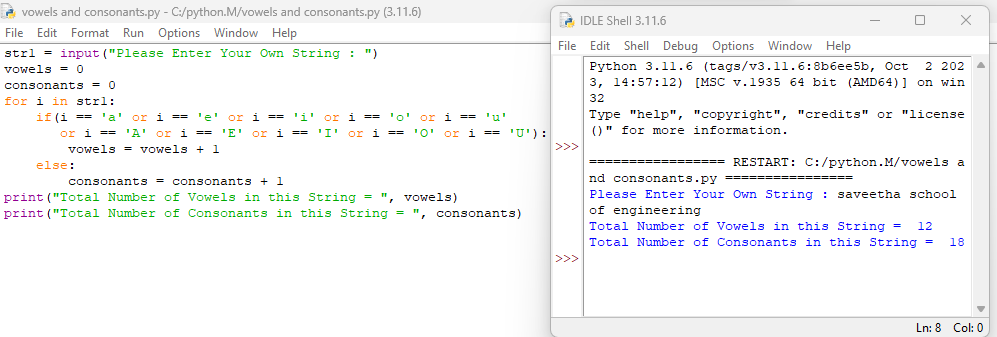 vowels and consonants.py - C:/python.M/vowels and consonants.py (3.11.6)
File Edit Format Run Options Window Help
str1 = input("Please Enter Your Own String : ")
vowels = 0
consonants = 0
for i in str1:
    if(i == 'a' or i == 'e' or i == 'i' or i == 'o' or i == 'u'
       or i == 'A' or i == 'E' or i == 'I' or i == 'O' or i == 'U'):
        vowels = vowels + 1
    else:
        consonants = consonants + 1
print("Total Number of Vowels in this String = ", vowels)
print("Total Number of Consonants in this String = ", consonants)
IDLE Shell 3.11.6
File Edit Shell Debug Options Window Help
Python 3.11.6 (tags/v3.11.6:8b6ee5b, Oct  2 202
3, 14:57:12) [MSC v.1935 64 bit (AMD64)] on win
32
Type "help", "copyright", "credits" or "license
()" for more information.
>>>
================= RESTART: C:/python.M/vowels a
nd consonants.py ================
Please Enter Your Own String : saveetha school
of engineering
Total Number of Vowels in this String =  12
Total Number of Consonants in this String =  18
>>>
Ln: 8 Col: 0